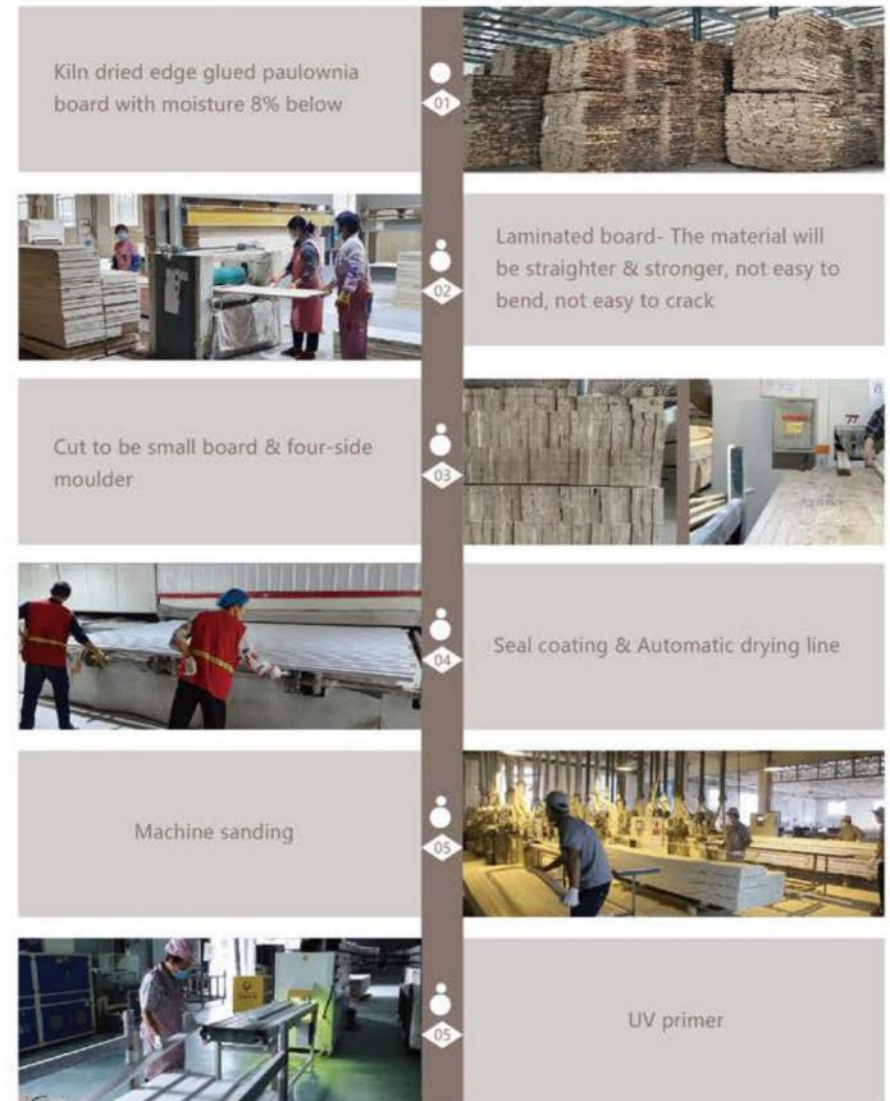 Kiln dried edge glued paulownia
board with moisture 8% below
01
02
Laminated board- The material will
be straighter & stronger, not easy to
bend, not easy to crack
Cut to be small board & four-side
moulder
03
04
Seal coating & Automatic drying line
Machine sanding
05
05
UV primer